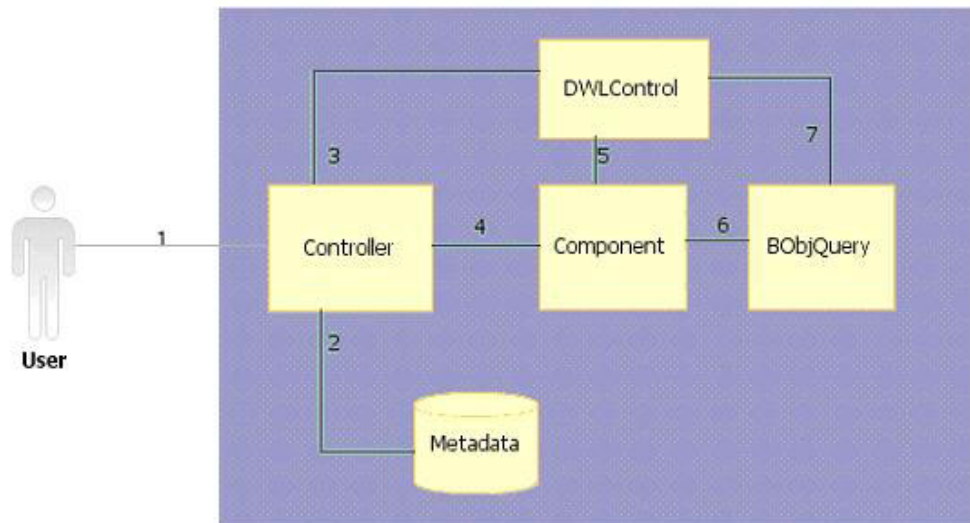 DWLControl
3
5
7
1
Controller
4
Component
6
BObjQuery
2
User
Metadata